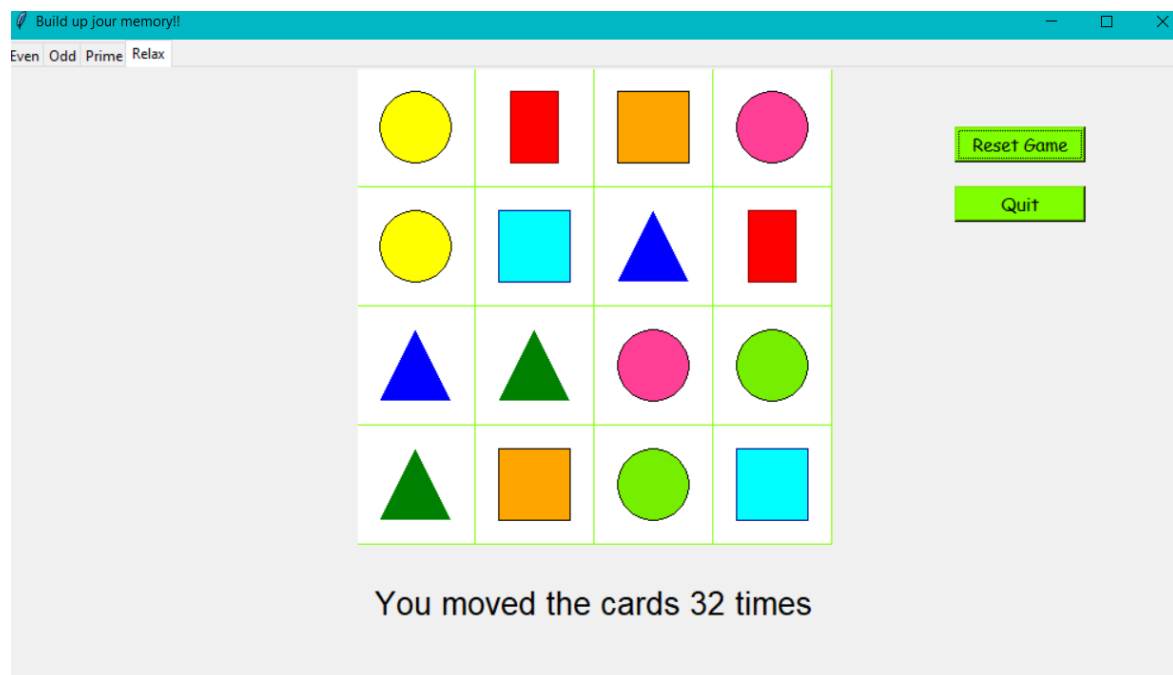 Build up jour memory!!
Even Odd Prime Relax
Reset Game
Quit
You moved the cards 32 times